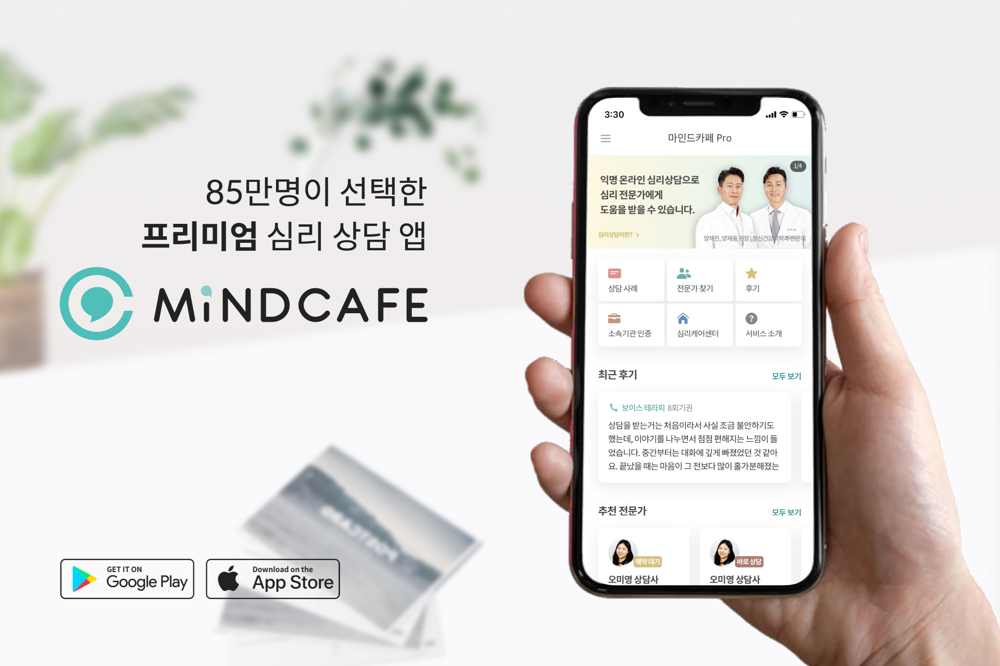 85만명이 선택한
프리미엄 심리 상담 앱
MiNDCAFE
GET IT ON
Google Play
Download on the
App Store
POSTCARD
3:30
마인드카페 Pro
1/4
익명 온라인 심리상담으로
심리 전문가에게
도움을 받을 수 있습니다.
심리상담이란? >
양재진, 양재웅 원장 | 정신건강의학과 전문의
상담 사례
전문가 찾기
후기
소속기관 인증
심리케어센터
서비스 소개
최근 후기
모두 보기
보이스 테라피 8회기권
상담을 받는거는 처음이라서 사실 조금 불안하기도
했는데, 이야기를 나누면서 점점 편해지는 느낌이 들
었습니다. 중간부터는 대화에 깊게 빠졌었던 것 같아
요. 끝났을 때는 마음이 그 전보다 많이 홀가분해졌는
추천 전문가
모두 보기
예약 대기
오미영 상담사
바로 상담
오미영 상담사